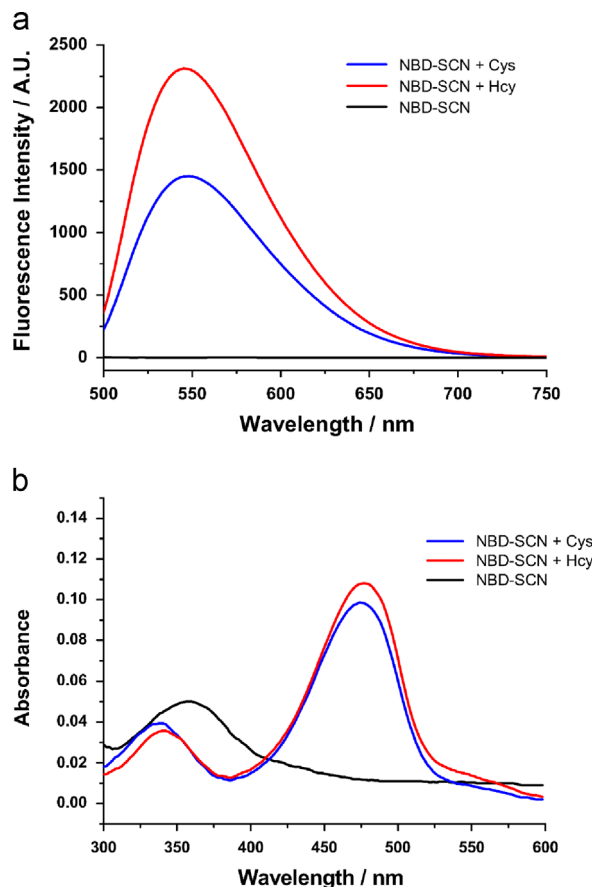 a
Fluorescence Intensity / A.U.
2500
2000
1500
1000
500
0
NBD-SCN + Cys
NBD-SCN + Hcy
NBD-SCN
500 550 600 650 700 750
Wavelength / nm
b
Absorbance
0.14
0.12
0.10
0.08
0.06
0.04
0.02
0.00
NBD-SCN + Cys
NBD-SCN + Hcy
NBD-SCN
300 350 400 450 500 550 600
Wavelength / nm